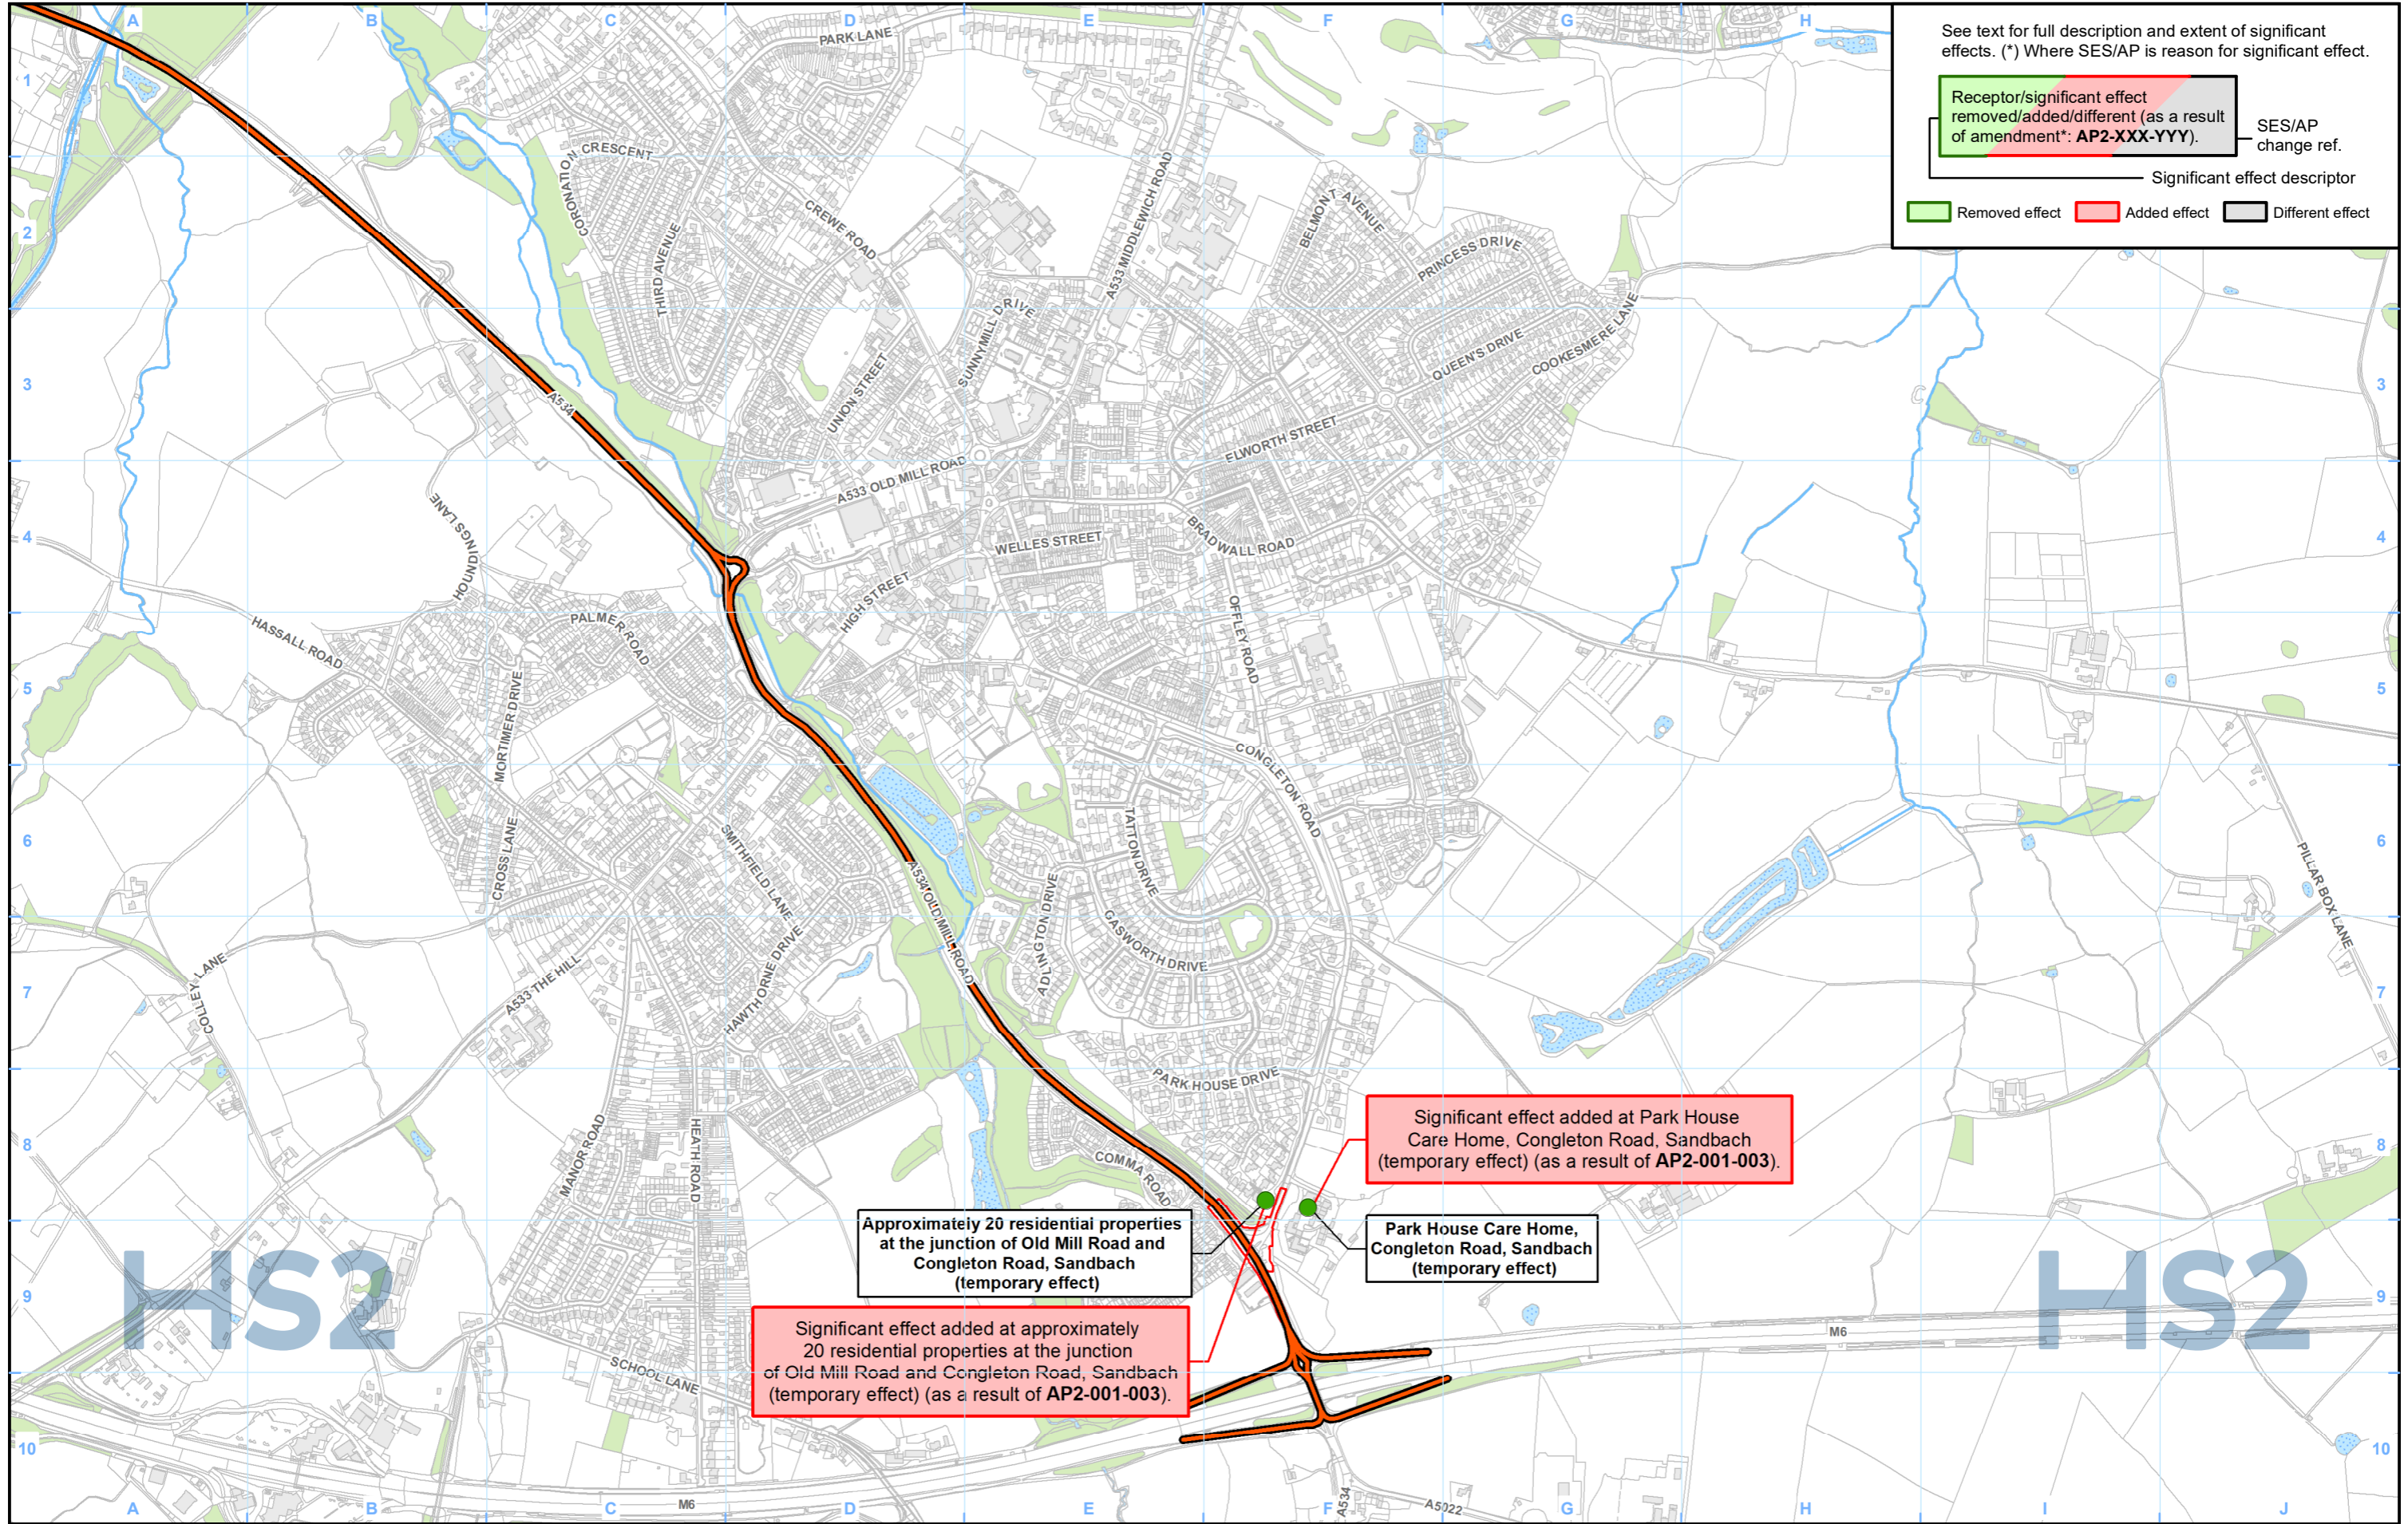 A
B
C
D
E
F
G
H
See text for full description and extent of significant
effects. (*) Where SES/AP is reason for significant effect.
Receptor/significant effect
removed/added/different (as a result
of amendment*: AP2-XXX-YYY).
SES/AP
change ref.
Significant effect descriptor
Removed effect
Added effect
Different effect
1
PARK LANE
CORONATION CRESCENT
CREWE ROAD
A533 MIDDLEWICH ROAD
2
THIRD AVENUE
BELMONT AVENUE
PRINCESS DRIVE
SUNNYMILL DRIVE
QUEEN'S DRIVE
COOKESMERE LANE
3
3
UNION STREET
A534
ELWORTH STREET
A533 OLD MILL ROAD
HOUNDINGS LANE
4
4
WELLES STREET
BRADWALL ROAD
HIGH STREET
OFFLEY ROAD
HASSALL ROAD
PALMER ROAD
5
5
MORTIMER DRIVE
CONGLETON ROAD
6
6
CROSS LANE
SMITHFIELD LANE
TATTON DRIVE
PILLAR BOX LANE
A534 OLD MILL ROAD
ADLINGTON DRIVE
GASWORTH DRIVE
7
7
COLLEY LANE
A533 THE HILL
HAWTHORNE DRIVE
PARK HOUSE DRIVE
8
8
MANOR ROAD
HEATH ROAD
COMMA ROAD
Significant effect added at Park House
Care Home, Congleton Road, Sandbach
(temporary effect) (as a result of AP2-001-003).
Approximately 20 residential properties
at the junction of Old Mill Road and
Congleton Road, Sandbach
(temporary effect)
Park House Care Home,
Congleton Road, Sandbach
(temporary effect)
9
9
HS2
HS2
Significant effect added at approximately
20 residential properties at the junction
of Old Mill Road and Congleton Road, Sandbach
(temporary effect) (as a result of AP2-001-003).
M6
SCHOOL LANE
10
10
M6
A534
A5022
A
B
C
D
E
F
G
H
I
J